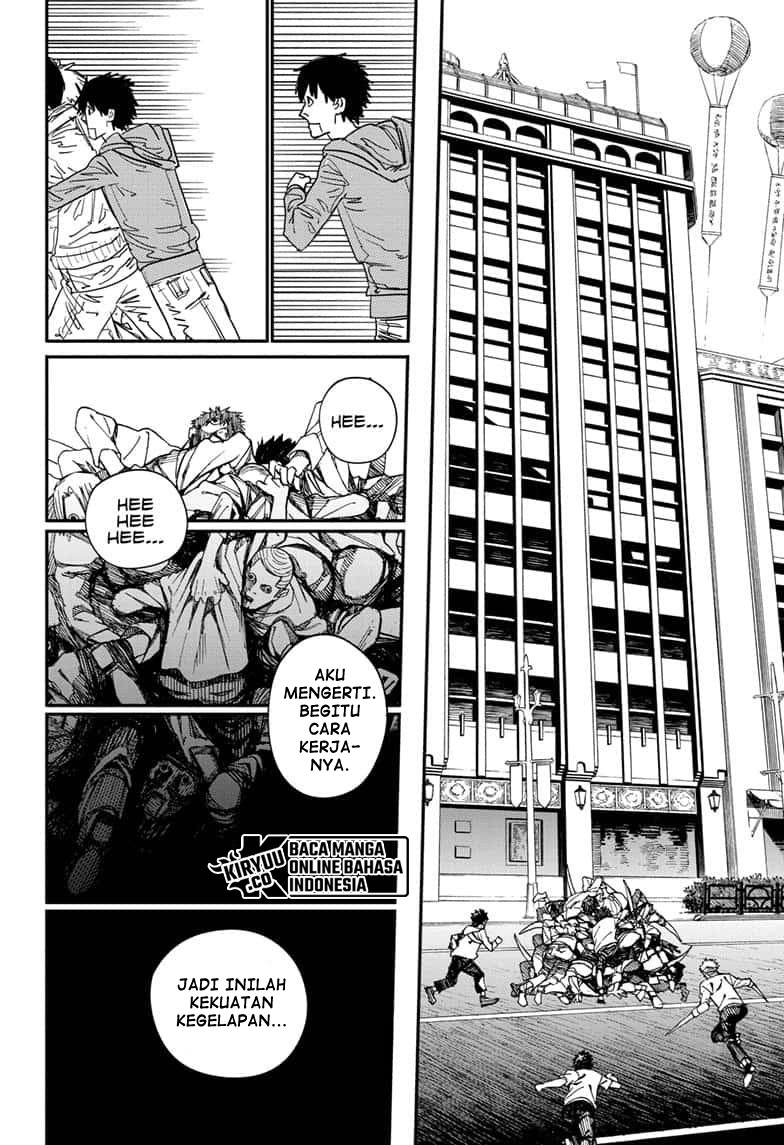 HEE...
HEE
HEE
HEE...
AKU
MENGERTI.
BEGITU
CARA
KERJA-
NYA.
KIRYUU
.CO
BACA MANGA
ONLINE BAHASA
INDONESIA
JADI INILAH
KEKUATAN
KEGELAPAN...